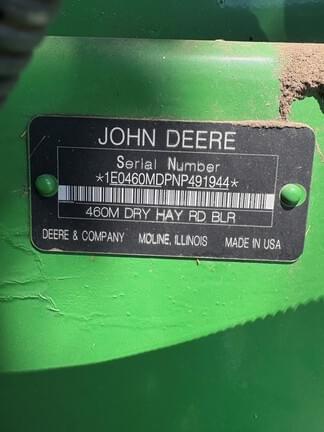 JOHN DEERE
Serial Number
*1E0460MDPNP491944*
460M DRY HAY RD BLR
DEERE & COMPANY MOLINE, ILLINOIS MADE IN USA